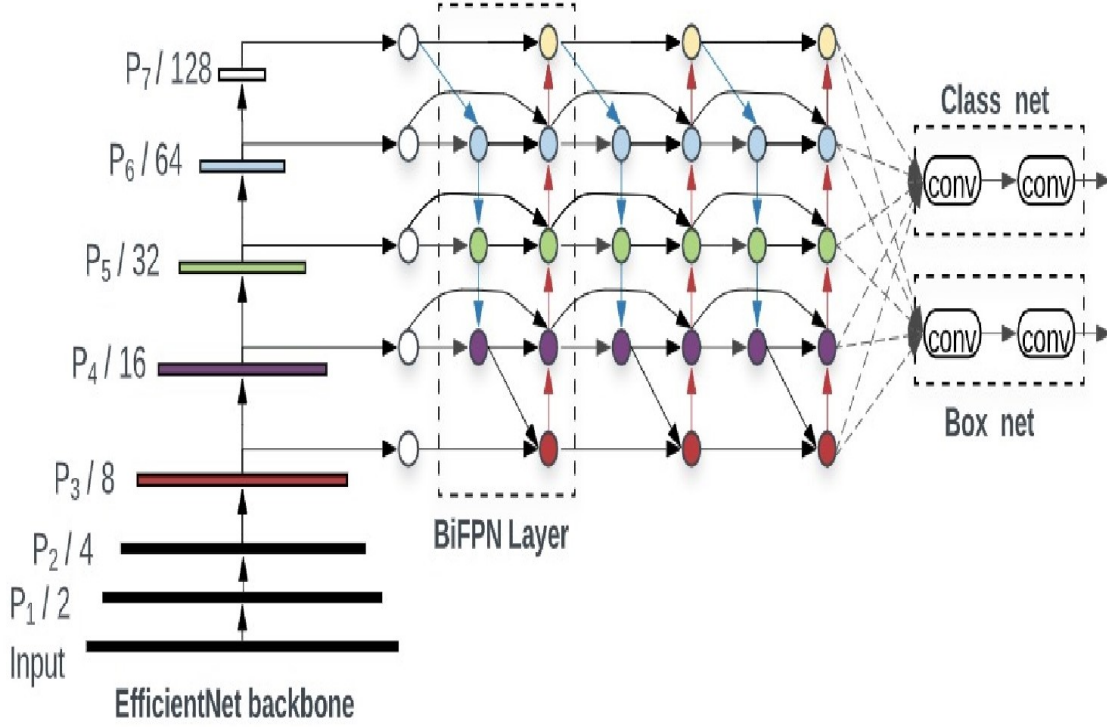 P7 / 128
P6 / 64
P5 / 32
P4 / 16
P3 / 8
P2 / 4
P1 / 2
Input
EfficientNet backbone
BiFPN Layer
Class net
conv conv
conv conv
Box net